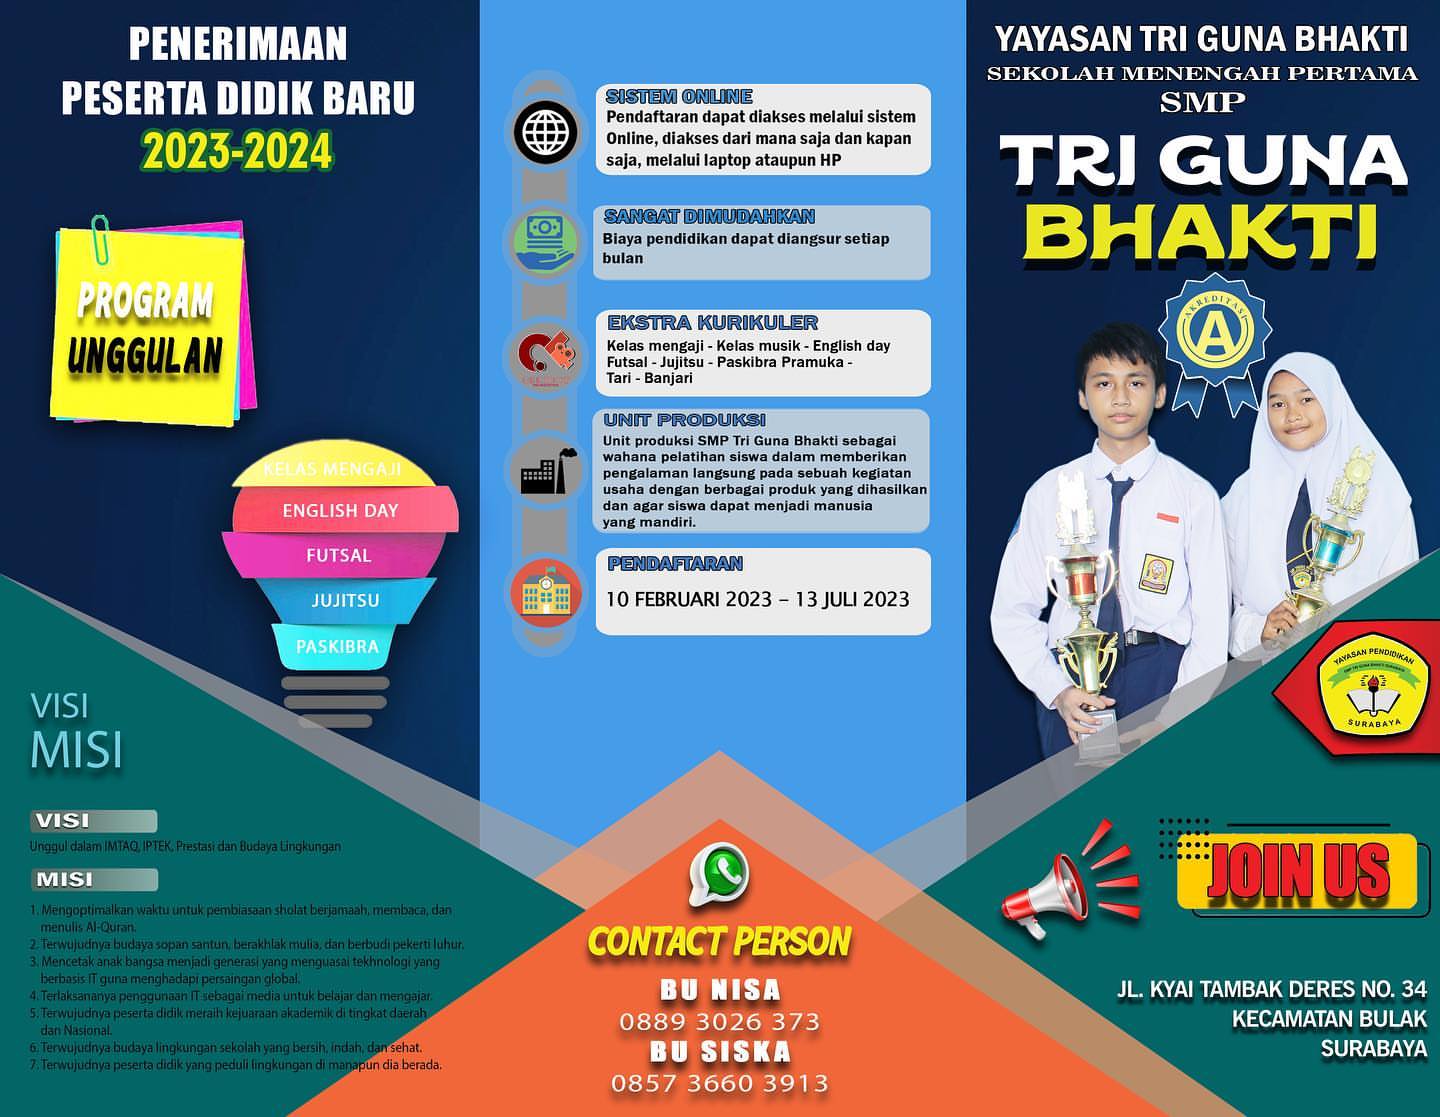 PENERIMAAN
PESERTA DIDIK BARU
2023-2024
PROGRAM
UNGGULAN
KELAS MENGAJI
ENGLISH DAY
FUTSAL
JUJITSU
PASKIBRA
VISI
MISI
VISI
Unggul dalam IMTAQ, IPTEK, Prestasi dan Budaya Lingkungan
MISI
1. Mengoptimalkan waktu untuk pembiasaan sholat berjamaah, membaca, dan
menulis Al-Quran.
2. Terwujudnya budaya sopan santun, berakhlak mulia, dan berbudi pekerti luhur.
3. Mencetak anak bangsa menjadi generasi yang menguasai tekhnologi yang
berbasis IT guna menghadapi persaingan global.
4. Terlaksananya penggunaan IT sebagai media untuk belajar dan mengajar.
5. Terwujudnya peserta didik meraih kejuaraan akademik di tingkat daerah
dan Nasional.
6. Terwujudnya budaya lingkungan sekolah yang bersih, indah, dan sehat.
7. Terwujudnya peserta didik yang peduli lingkungan di manapun dia berada.
SISTEM ONLINE
Pendaftaran dapat diakses melalui sistem
Online, diakses dari mana saja dan kapan
saja, melalui laptop ataupun HP
SANGAT DIMUDAHKAN
Biaya pendidikan dapat diangsur setiap
bulan
EKSTRA KURIKULER
Kelas mengaji - Kelas musik - English day
Futsal - Jujitsu - Paskibra Pramuka -
Tari - Banjari
UNIT PRODUKSI
Unit produksi SMP Tri Guna Bhakti sebagai
wahana pelatihan siswa dalam memberikan
pengalaman langsung pada sebuah kegiatan
usaha dengan berbagai produk yang dihasilkan
dan agar siswa dapat menjadi manusia
yang mandiri.
PENDAFTARAN
10 FEBRUARI 2023 – 13 JULI 2023
CONTACT PERSON
BU NISA
0889 3026 373
BU SISKA
0857 3660 3913
YAYASAN TRI GUNA BHAKTI
SEKOLAH MENENGAH PERTAMA
SMP
TRI GUNA
BHAKTI
AKREDITASI
A
YAYASAN PENDIDIKAN
SMP TRI GUNA BHAKTI SURABAYA
SURABAYA
JOIN US
JL. KYAI TAMBAK DERES NO. 34
KECAMATAN BULAK
SURABAYA